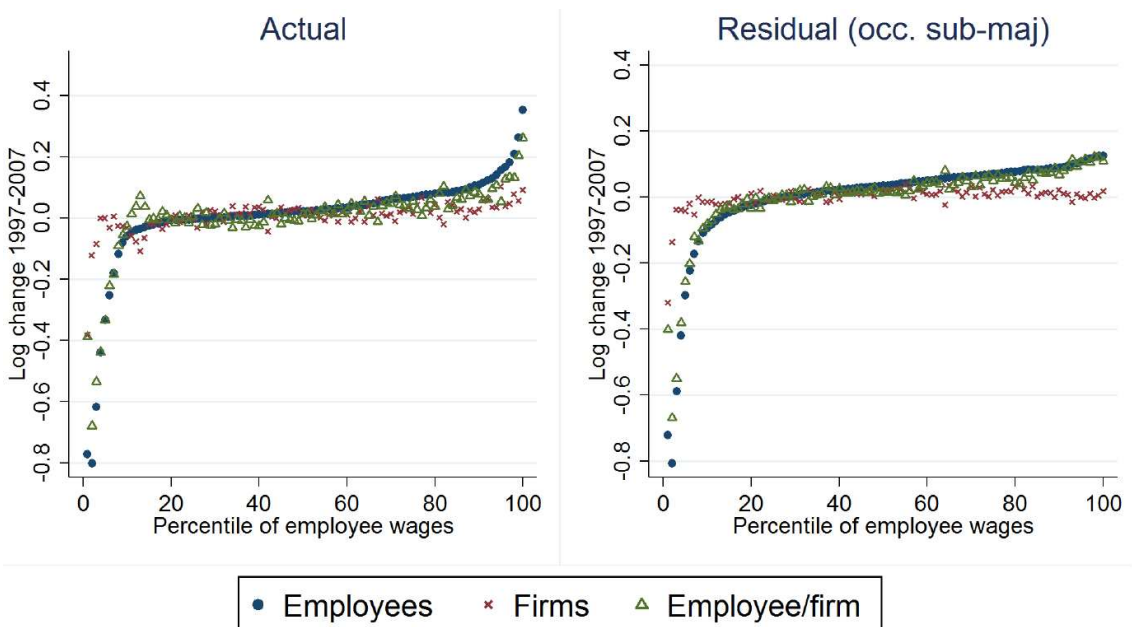 Actual
Residual (occ. sub-maj)
Log change 1997-2007
0.4
0.2
0.0
-0.2
-0.4
-0.6
-0.8
0
20
40
60
80
100
Percentile of employee wages
Log change 1997-2007
0.4
0.2
0.0
-0.2
-0.4
-0.6
-0.8
0
20
40
60
80
100
Percentile of employee wages
Employees
Firms
Employee/firm